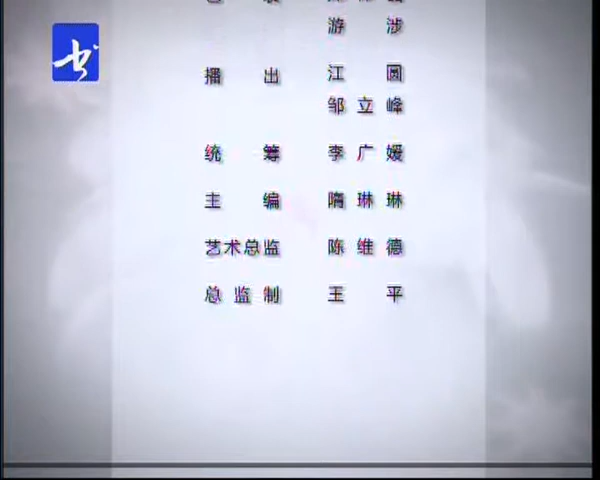 游 涉
播 出 江 圆
邹立峰
统 筹 李广媛
主 编 隋琳琳
艺术总监 陈维德
总监制 王 平